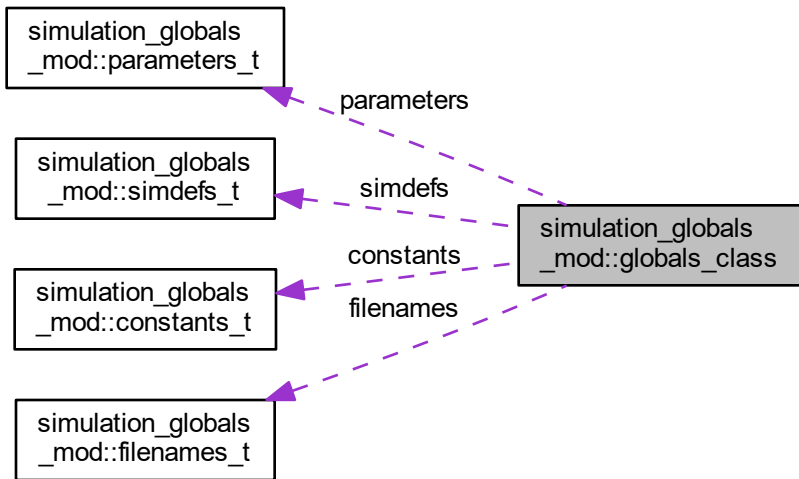 simulation_globals
_mod::parameters_t
parameters
simulation_globals
_mod::simdefs_t
simdefs
simulation_globals
_mod::globals_class
constants
simulation_globals
_mod::constants_t
filenames
simulation_globals
_mod::filenames_t